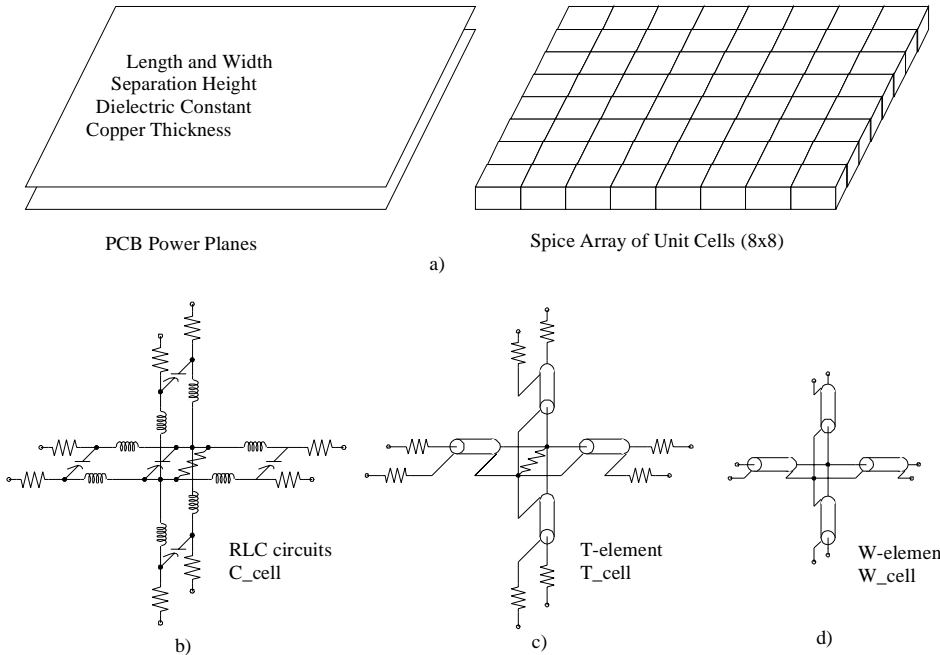 Length and Width
Separation Height
Dielectric Constant
Copper Thickness
PCB Power Planes
Spice Array of Unit Cells (8x8)
a)
RLC circuits
C_cell
T-element
T_cell
W-elemen
W_cell
b)
c)
d)